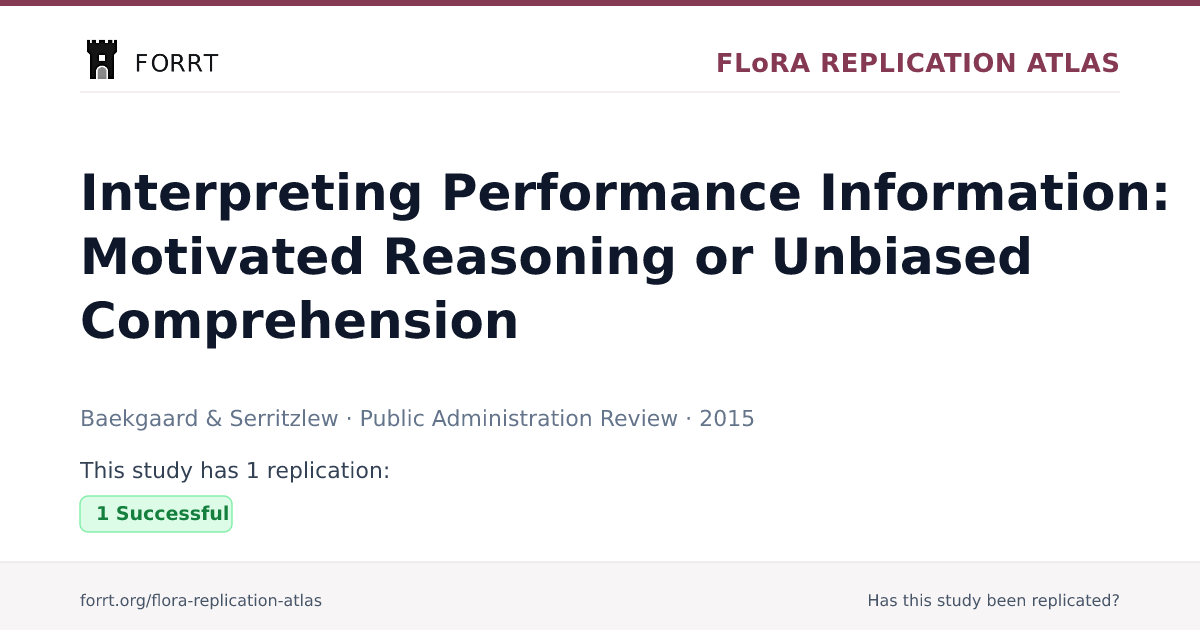 FORRT
FLoRA REPLICATION ATLAS
Interpreting Performance Information:
Motivated Reasoning or Unbiased
Comprehension
Baekgaard & Serritzlew · Public Administration Review · 2015
This study has 1 replication:
1 Successful
forrt.org/flora-replication-atlas
Has this study been replicated?